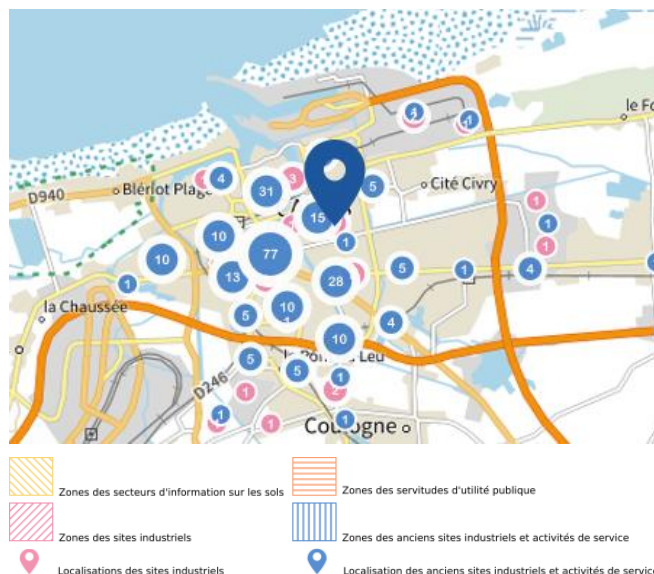 1
1
le Fo
4
3
5
Cité Civry
31
D940
Blériot Plage
1
15
1
10
1
77
1
10
5
1
4
13
28
1
10
la Chaussée
5
4
10
le Pont du Leu
5
5
D246
1
1
2
1
1
1
Coulogne
Zones des secteurs d'information sur les sols
Zones des servitudes d'utilité publique
Zones des sites industriels
Zones des anciens sites industriels et activités de service
Localisations des sites industriels
Localisation des anciens sites industriels et activités de service